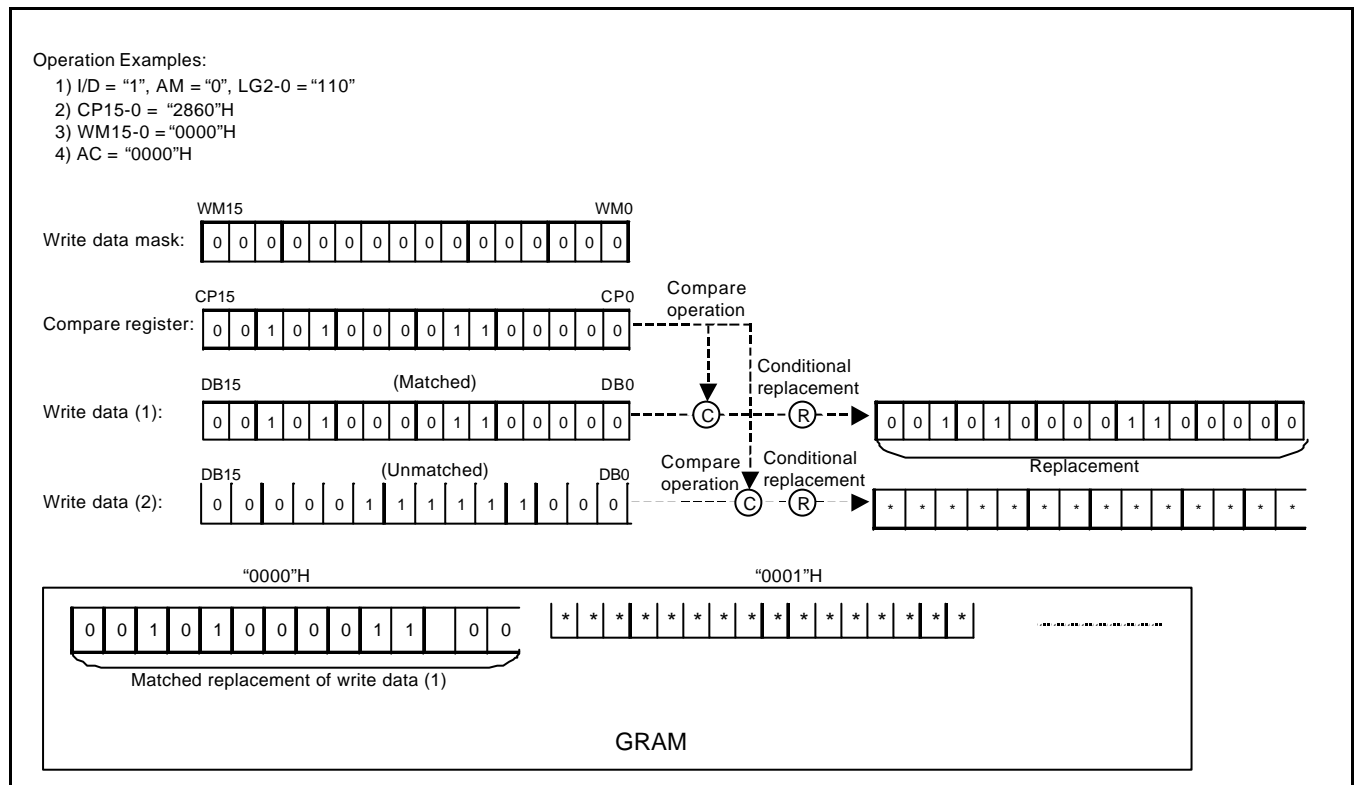 Operation Examples:
1) I/D = “1”, AM = “0”, LG2-0 = “110”
2) CP15-0 = “2860”H
3) WM15-0 = “0000”H
4) AC = “0000”H
WM15 WM0
Write data mask: 0 0 0 0 0 0 0 0 0 0 0 0 0 0 0 0
CP15 CP0
Compare
operation
Compare register: 0 0 1 0 1 0 0 0 0 1 1 0 0 0 0 0
DB15 (Matched) DB0
Conditional
replacement
Write data (1): 0 0 1 0 1 0 0 0 0 1 1 0 0 0 0 0 C R 0 0 1 0 1 0 0 0 0 1 1 0 0 0 0 0
Replacement
DB15 (Unmatched) DB0
Compare
operation
Conditional
replacement
Write data (2): 0 0 0 0 0 1 1 1 1 1 1 0 0 0 C R * * * * * * * * * * * * * *
“0000”H “0001”H
0 0 1 0 1 0 0 0 0 1 1 0 0 * * * * * * * * * * * * * * * *
Matched replacement of write data (1)
GRAM